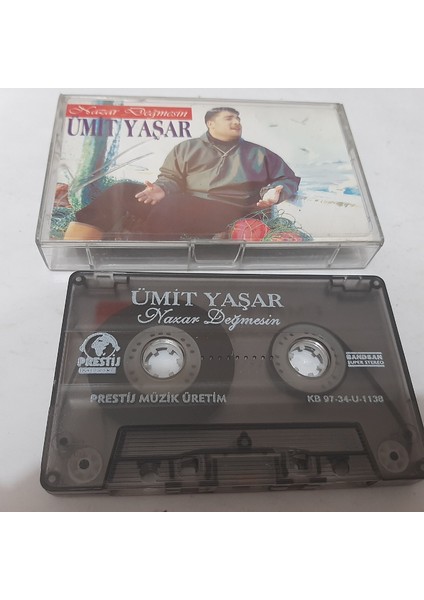 Nazar Değmesin
ÜMİT YAŞAR
ÜMİT YAŞAR
Nazar Değmesin
PRESTİJ
BANDSAN
SUPER STEREO
PRESTİJ MÜZİK ÜRETİM
KB 97-34-U-1138